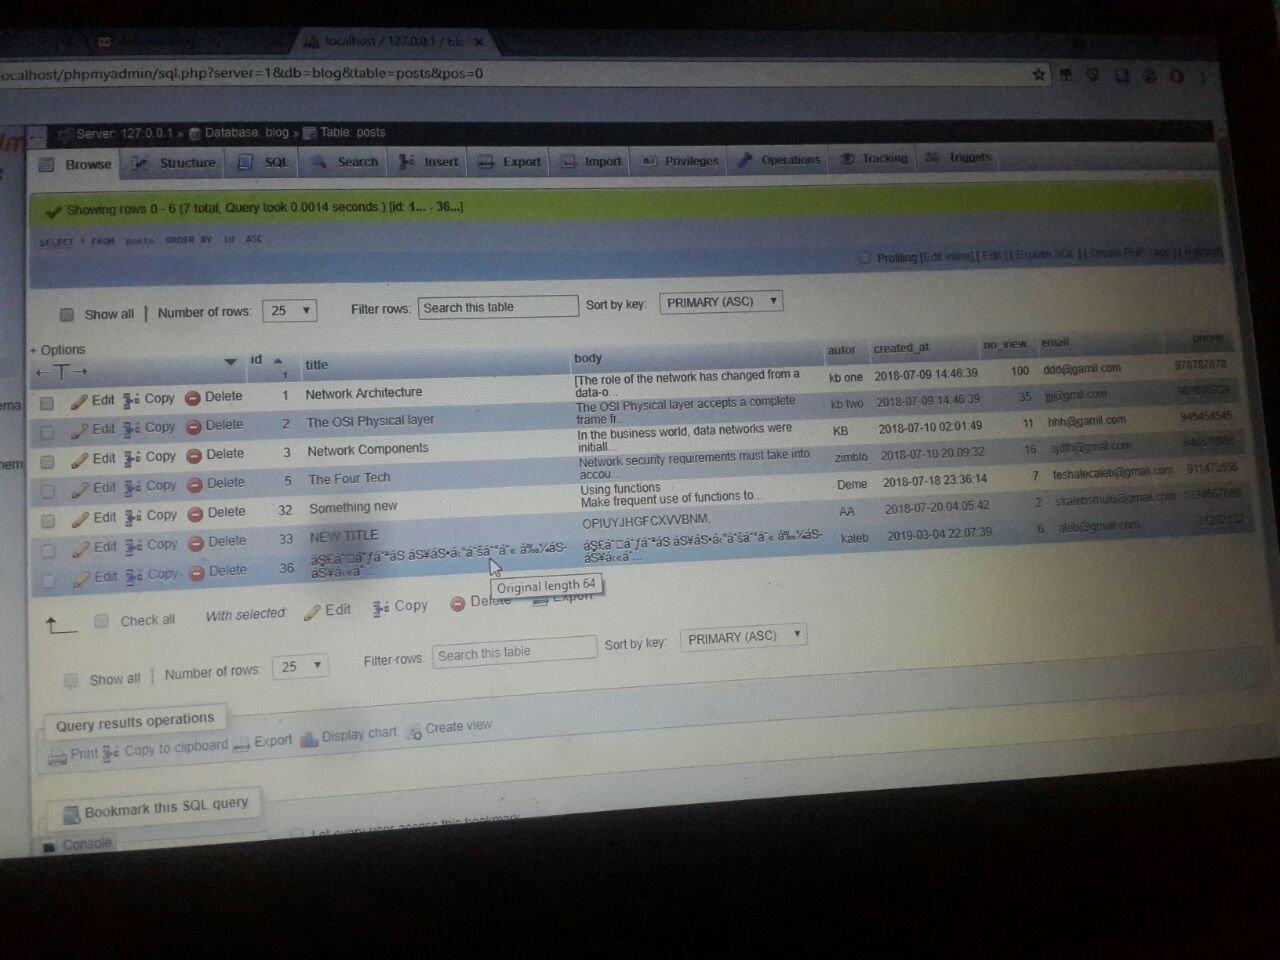 localhost / 127.0.0.1 / blo
localhost/phpmyadmin/sql.php?server=1&db=blog&table=posts&pos=0
Server: 127.0.0.1 » Database: blog » Table: posts
Browse Structure SQL Search Insert Export Import Privileges Operations Tracking Triggers
Showing rows 0 - 6 (7 total, Query took 0.0014 seconds.) [id: 1... - 36...]
SELECT * FROM `posts` ORDER BY `id` ASC
Profiling [Edit inline] [ Edit ] [ Explain SQL ] [ Create PHP code ] [ Refresh
Show all | Number of rows: 25 Filter rows: Search this table Sort by key: PRIMARY (ASC)
+ Options
←T→ id 1 title body autor created_at no_view email phone
Edit Copy Delete 1 Network Architecture [The role of the network has changed from a data-o... kb one 2018-07-09 14:46:39 100 ddd@gamil.com 978787878
Edit Copy Delete 2 The OSI Physical layer The OSI Physical layer accepts a complete frame fr... kb two 2018-07-09 14:46:39 35 jjj@gmil.com
Edit Copy Delete 3 Network Components In the business world, data networks were initiall... KB 2018-07-10 02:01:49 11 hhh@gamil.com 945454545
Edit Copy Delete 5 The Four Tech Network security requirements must take into accou... zimblo 2018-07-10 20:09:32 16 sjdfh@gmail.com
Edit Copy Delete 32 Something new Using functions Make frequent use of functions to... Deme 2018-07-18 23:36:14 7 teshalecaleb@gmail.com
Edit Copy Delete 33 NEW TITLE OPIUYJHGFCXVVBNM, AA 2018-07-20 04:05:42 2 skalebsmulu@gmail.com
Edit Copy Delete 36 kaleb 2019-03-04 22:07:39 6 aleb@gmail.com
Original length 64
Check all With selected: Edit Copy Delete Export
Show all | Number of rows: 25 Filter rows: Search this table Sort by key: PRIMARY (ASC)
Query results operations
Print Copy to clipboard Export Display chart Create view
Bookmark this SQL query
Let every user access this bookmark
Console